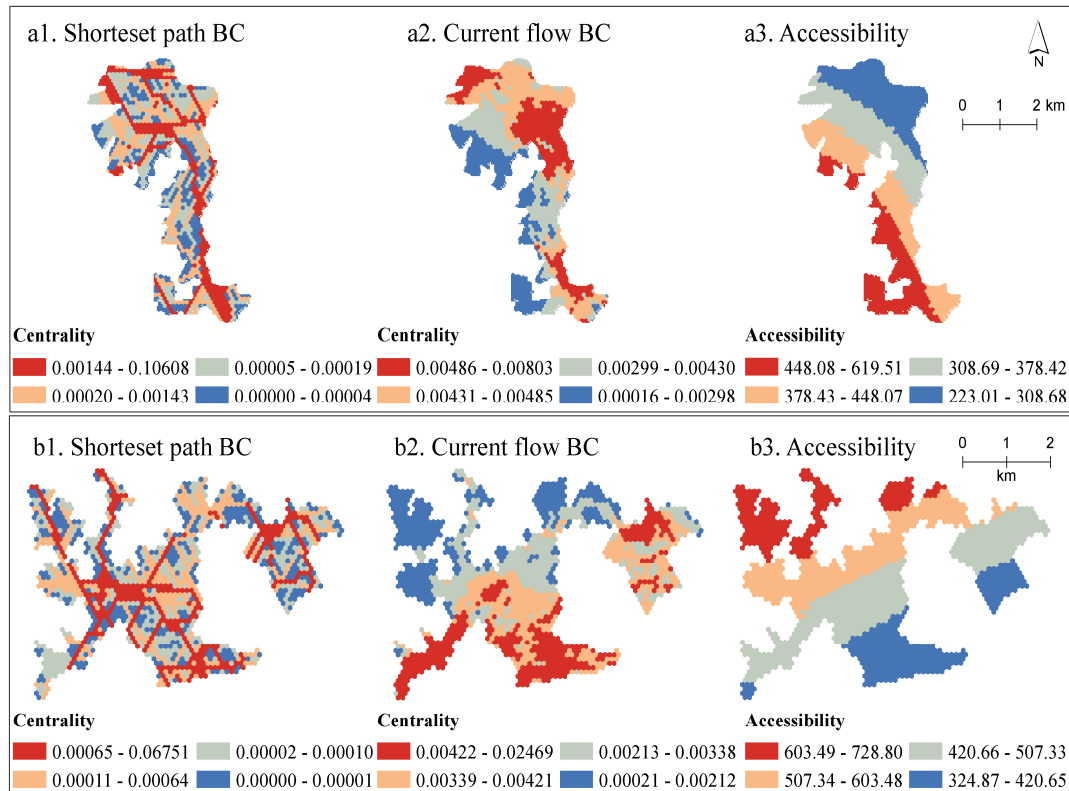 a1. Shorteset path BC
a2. Current flow BC
a3. Accessibility
N
0 1 2 km
Centrality
0.00144 - 0.10608 0.00005 - 0.00019
0.00020 - 0.00143 0.00000 - 0.00004
Centrality
0.00486 - 0.00803 0.00299 - 0.00430
0.00431 - 0.00485 0.00016 - 0.00298
Accessibility
448.08 - 619.51 308.69 - 378.42
378.43 - 448.07 223.01 - 308.68
b1. Shorteset path BC
b2. Current flow BC
b3. Accessibility
0 1 2
km
Centrality
0.00065 - 0.06751 0.00002 - 0.00010
0.00011 - 0.00064 0.00000 - 0.00001
Centrality
0.00422 - 0.02469 0.00213 - 0.00338
0.00339 - 0.00421 0.00021 - 0.00212
Accessibility
603.49 - 728.80 420.66 - 507.33
507.34 - 603.48 324.87 - 420.65